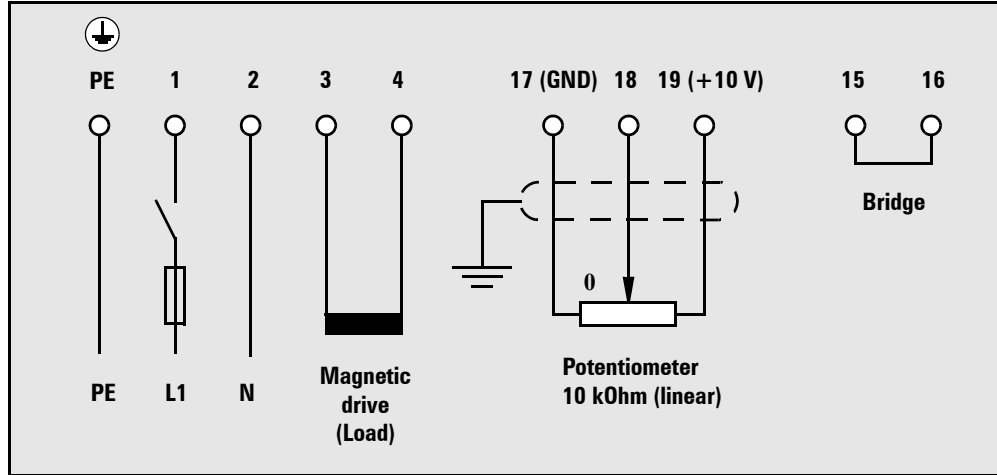 PE 1 2 3 4 17 (GND) 18 19 (+10 V) 15 16
Bridge
0
PE L1 N
Magnetic
drive
(Load)
Potentiometer
10 kOhm (linear)